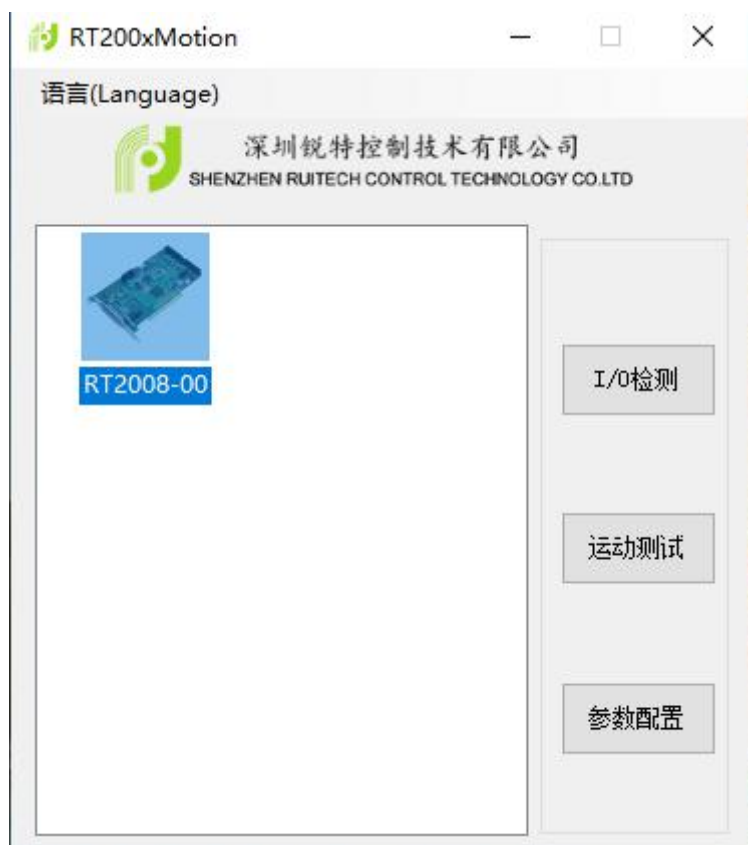 RT200xMotion
语言(Language)
深圳锐特控制技术有限公司
SHENZHEN RUITECH CONTROL TECHNOLOGY CO.LTD
RT2008-00
I/O检测
运动测试
参数配置